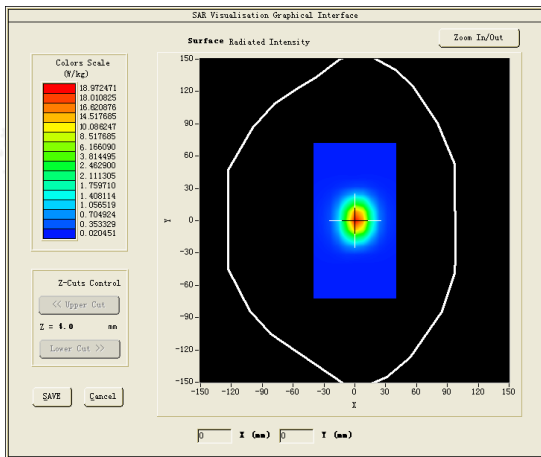 SAR Visualisation Graphical Interface
Surface Radiated Intensity
Zoom In/Out
Colors Scale
(W/kg)
18.972471
18.010825
16.620876
14.517685
10.086247
8.517685
6.166090
3.814495
2.462900
2.111305
1.759710
1.408114
1.056519
0.704924
0.353329
0.020451
Z-Cuts Control
<< Upper Cut
Z = 4.0 mm
Lower Cut >>
SAVE Cancel
150
120
90
60
30
Y 0
-30
-60
-90
-120
-150
-150 -120 -90 -60 -30 0 30 60 90 120 150
X
0 X (mm) 0 Y (mm)